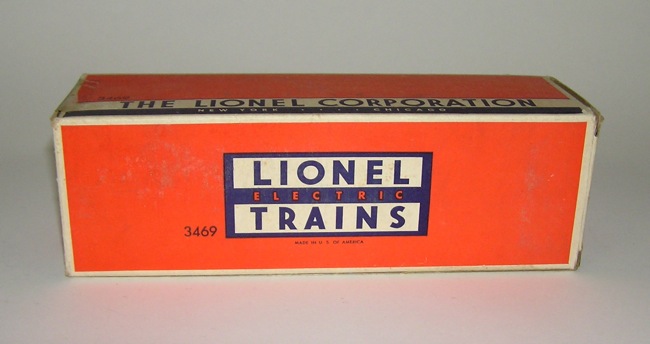 THE LIONEL CORPORATION
NEW YORK · · · · CHICAGO
LIONEL
ELECTRIC
TRAINS
3469
MADE IN U. S. OF AMERICA